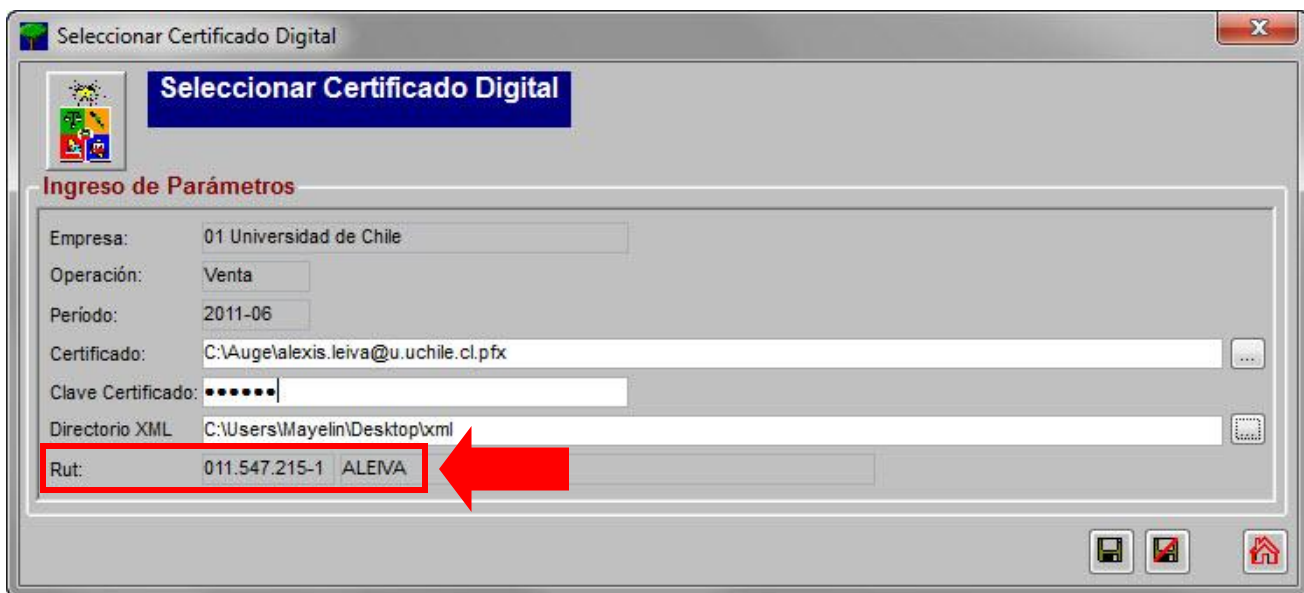 Seleccionar Certificado Digital
x
Seleccionar Certificado Digital
Ingreso de Parámetros
Empresa: 01 Universidad de Chile
Operación: Venta
Período: 2011-06
Certificado: C:\Auge\alexis.leiva@u.uchile.cl.pfx ...
Clave Certificado: ●●●●●●
Directorio XML C:\Users\Mayelin\Desktop\xml ...
Rut: 011.547.215-1 ALEIVA